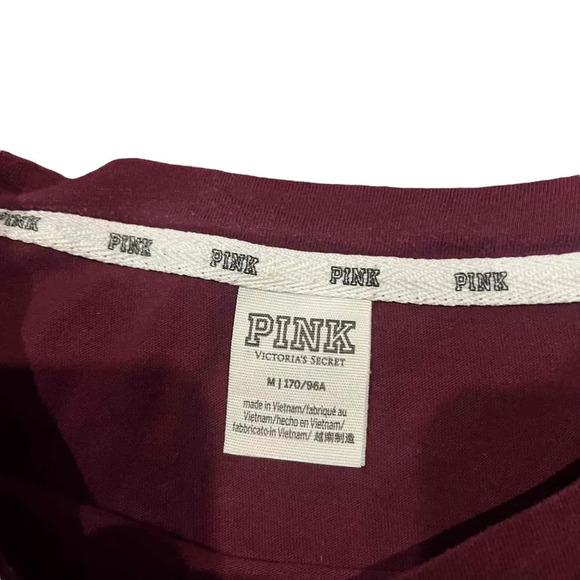 PINK PINK PINK PINK PINK
PINK
VICTORIA'S SECRET
M | 170/96A
made in Vietnam/fabriqué au
Vietnam/hecho en Vietnam/
fabbricato in Vietnam/ 越南制造